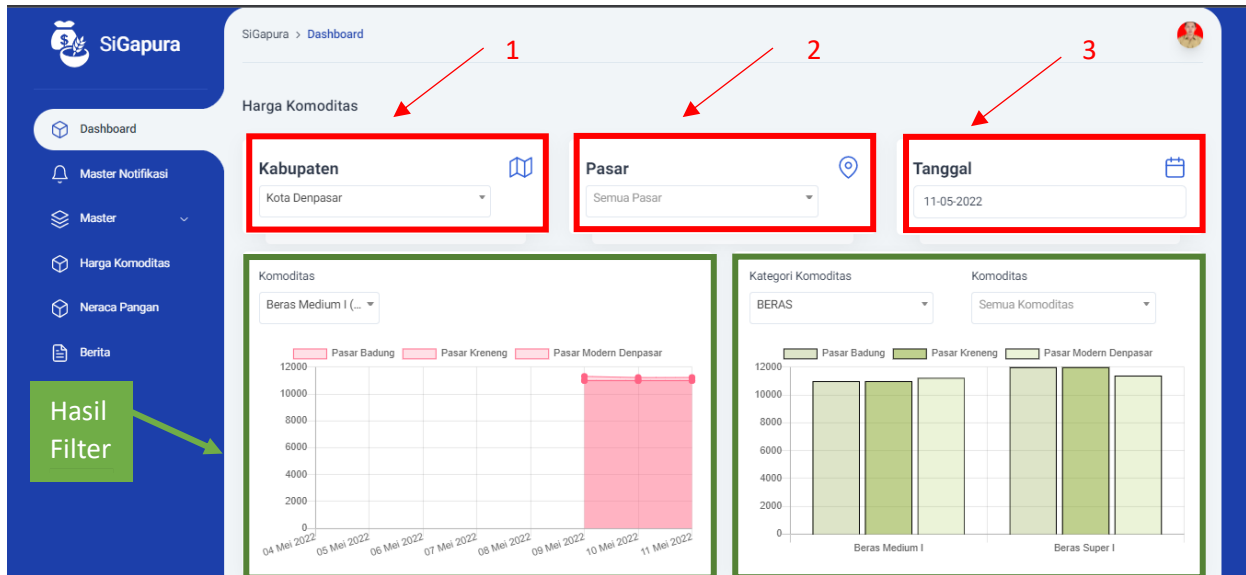 SiGapura
SiGapura > Dashboard
1
2
3
Dashboard
Master Notifikasi
Master
Harga Komoditas
Neraca Pangan
Berita
Hasil
Filter
Harga Komoditas
Kabupaten
Kota Denpasar
Pasar
Semua Pasar
Tanggal
11-05-2022
Komoditas
Beras Medium I (...
Pasar Badung Pasar Kreneng Pasar Modern Denpasar
12000
10000
8000
6000
4000
2000
0
04 Mei 2022 05 Mei 2022 06 Mei 2022 07 Mei 2022 08 Mei 2022 09 Mei 2022 10 Mei 2022 11 Mei 2022
Kategori Komoditas
BERAS
Komoditas
Semua Komoditas
Pasar Badung Pasar Kreneng Pasar Modern Denpasar
12000
10000
8000
6000
4000
2000
0
Beras Medium I Beras Super I